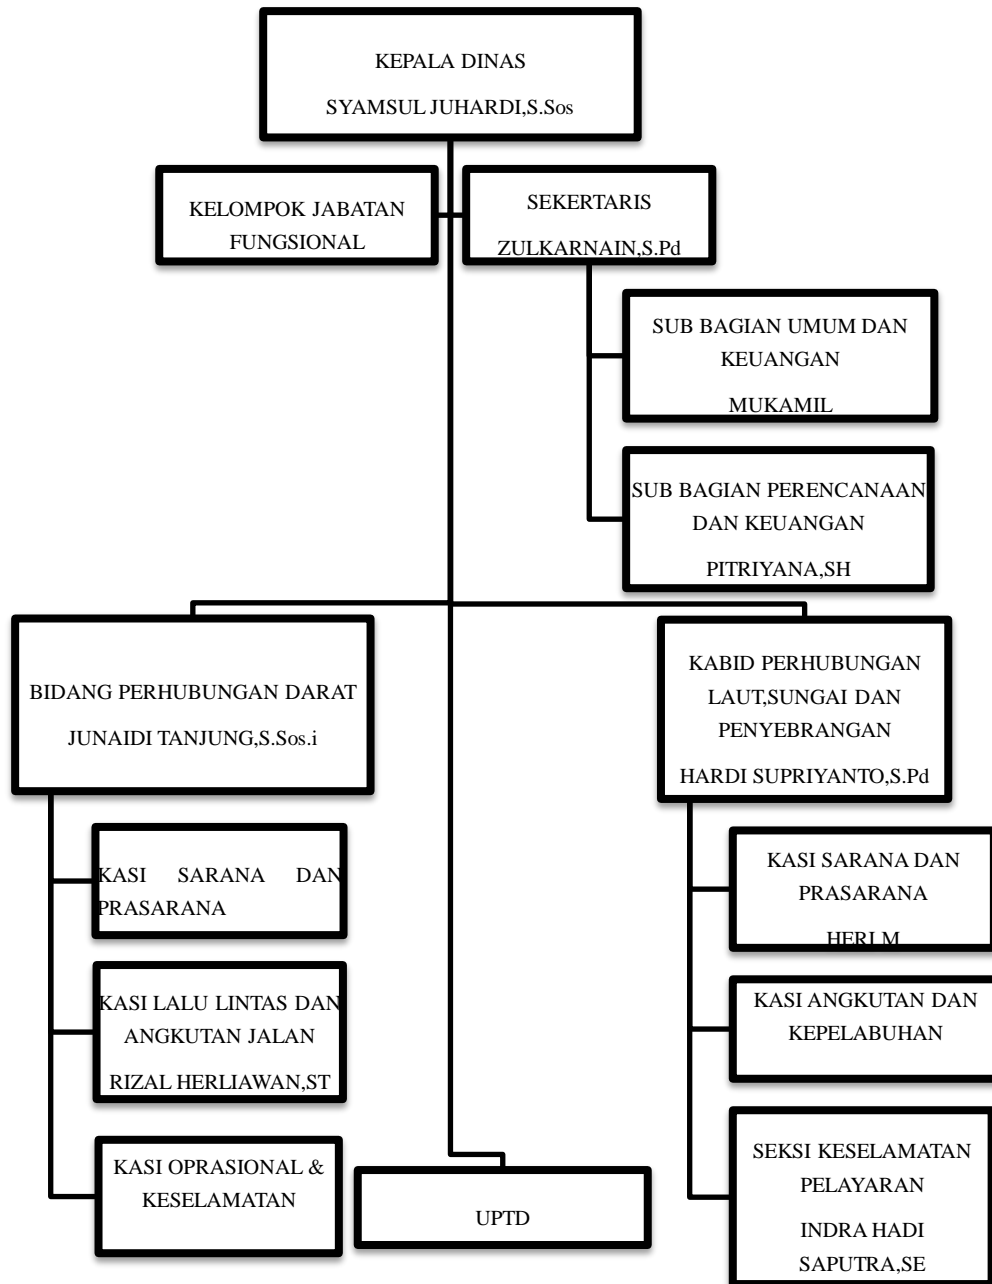 KEPALA DINAS
SYAMSUL JUHARDI,S.Sos
KELOMPOK JABATAN
FUNGSIONAL
SEKERTARIS
ZULKARNAIN,S.Pd
SUB BAGIAN UMUM DAN
KEUANGAN
MUKAMIL
SUB BAGIAN PERENCANAAN
DAN KEUANGAN
PITRIYANA,SH
BIDANG PERHUBUNGAN DARAT
JUNAIDI TANJUNG,S.Sos.i
KASI SARANA DAN
PRASARANA
KASI LALU LINTAS DAN
ANGKUTAN JALAN
RIZAL HERLIAWAN,ST
KASI OPRASIONAL &
KESELAMATAN
UPTD
KABID PERHUBUNGAN
LAUT,SUNGAI DAN
PENYEBRANGAN
HARDI SUPRIYANTO,S.Pd
KASI SARANA DAN
PRASARANA
HERI M
KASI ANGKUTAN DAN
KEPELABUHAN
SEKSI KESELAMATAN
PELAYARAN
INDRA HADI
SAPUTRA,SE